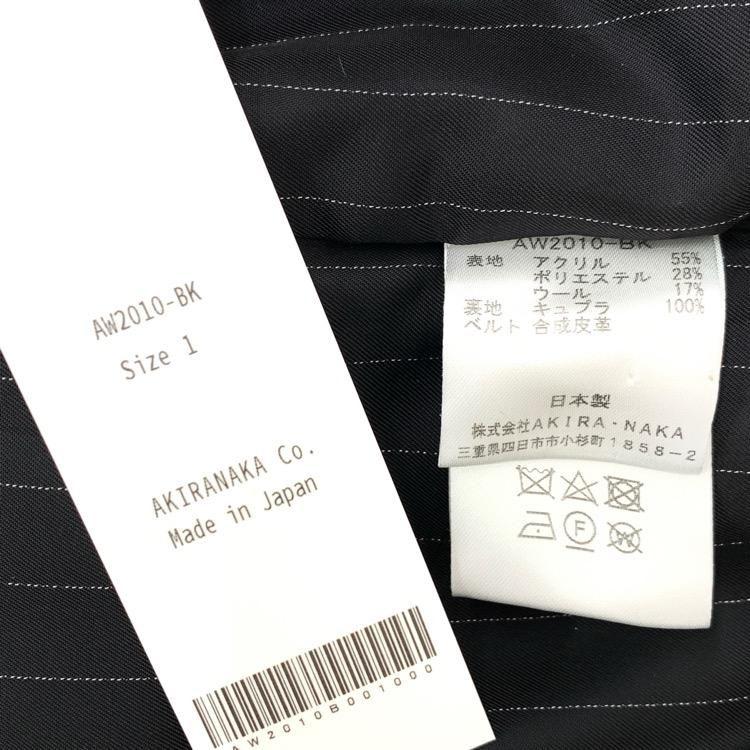 AW2010-BK
Size 1
AKIRANAKA Co.
Made in Japan
AW2010B001000
AW2010-BK
表地 アクリル 55%
ポリエステル 28%
ウール 17%
裏地 キュプラ 100%
ベルト 合成皮革
日本製
株式会社AKIRA・NAKA
三重県四日市市小杉町1858-2